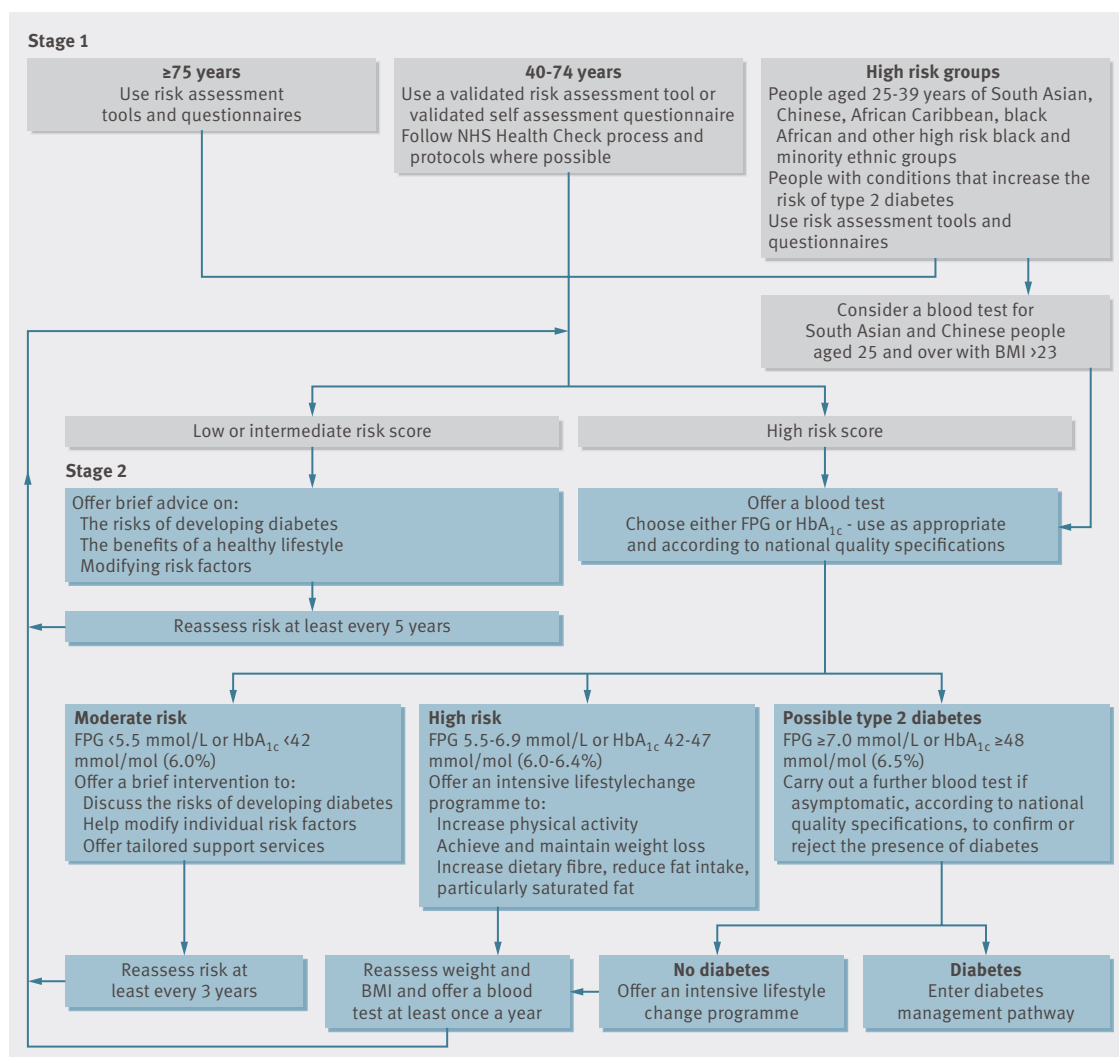 Stage 1
≥75 years
Use risk assessment
tools and questionnaires
40-74 years
Use a validated risk assessment tool or
validated self assessment questionnaire
Follow NHS Health Check process and
protocols where possible
High risk groups
People aged 25-39 years of South Asian,
Chinese, African Caribbean, black
African and other high risk black and
minority ethnic groups
People with conditions that increase the
risk of type 2 diabetes
Use risk assessment tools and
questionnaires
Consider a blood test for
South Asian and Chinese people
aged 25 and over with BMI >23
Low or intermediate risk score
High risk score
Stage 2
Offer brief advice on:
The risks of developing diabetes
The benefits of a healthy lifestyle
Modifying risk factors
Offer a blood test
Choose either FPG or HbA1c - use as appropriate
and according to national quality specifications
Reassess risk at least every 5 years
Moderate risk
FPG <5.5 mmol/L or HbA1c <42
mmol/mol (6.0%)
Offer a brief intervention to:
Discuss the risks of developing diabetes
Help modify individual risk factors
Offer tailored support services
High risk
FPG 5.5-6.9 mmol/L or HbA1c 42-47
mmol/mol (6.0-6.4%)
Offer an intensive lifestylechange
programme to:
Increase physical activity
Achieve and maintain weight loss
Increase dietary fibre, reduce fat intake,
particularly saturated fat
Possible type 2 diabetes
FPG ≥7.0 mmol/L or HbA1c ≥48
mmol/mol (6.5%)
Carry out a further blood test if
asymptomatic, according to national
quality specifications, to confirm or
reject the presence of diabetes
Reassess risk at
least every 3 years
Reassess weight and
BMI and offer a blood
test at least once a year
No diabetes
Offer an intensive lifestyle
change programme
Diabetes
Enter diabetes
management pathway